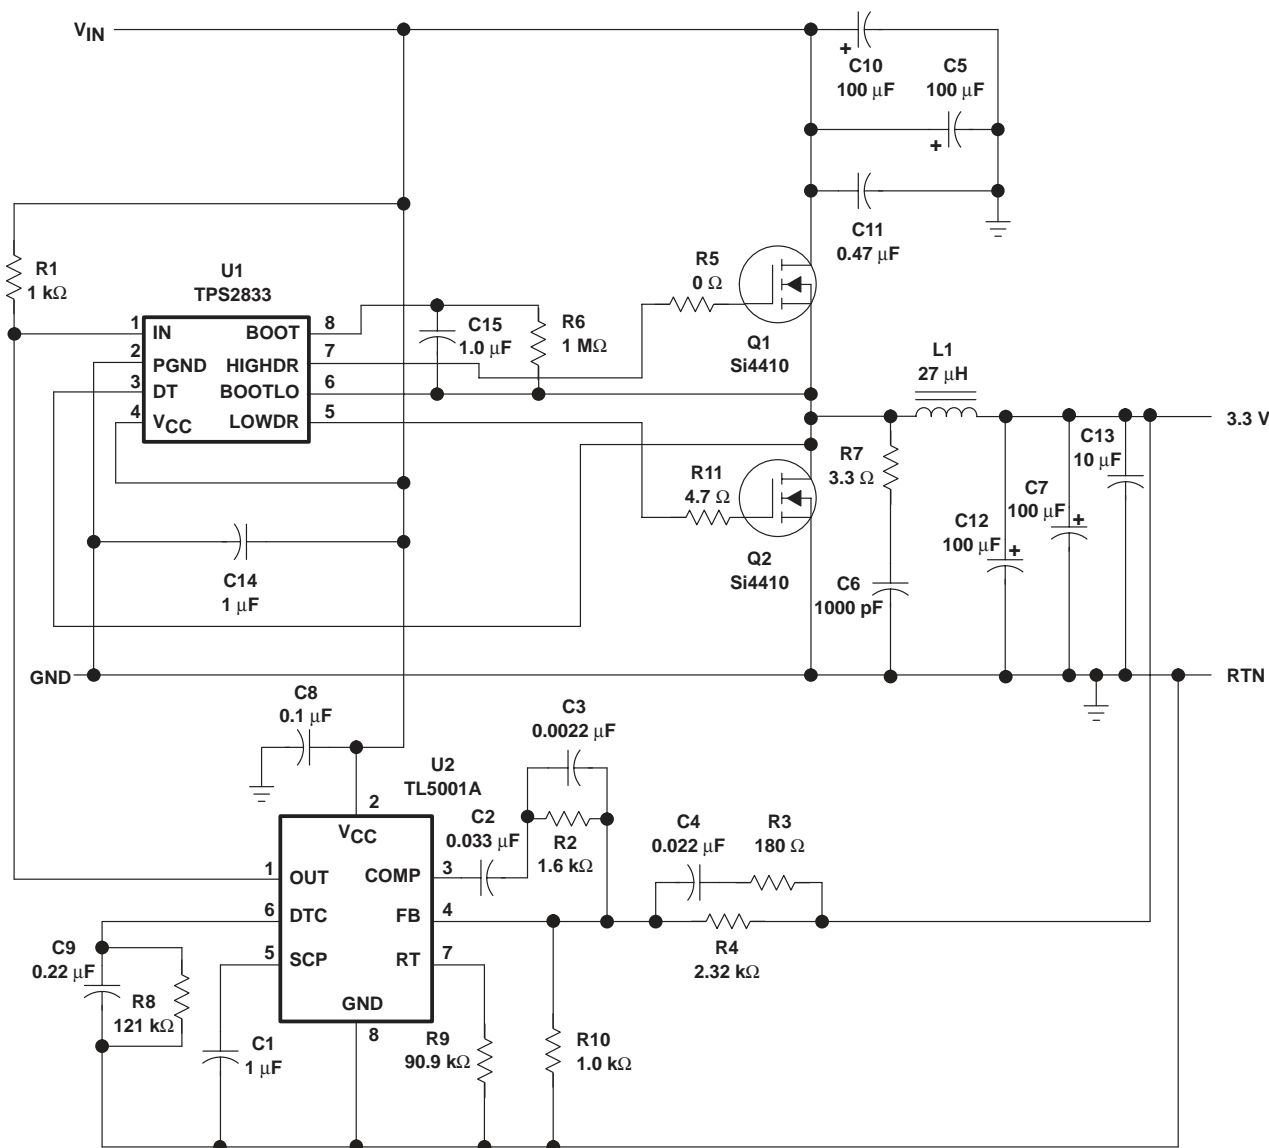 VIN
+
C10
100 μF
C5
100 μF
+
C11
0.47 μF
R1
1 kΩ
U1
TPS2833
1
IN
BOOT
8
2
PGND
HIGHDR
7
3
DT
BOOTLO
6
4
VCC
LOWDR
5
C15
1.0 μF
R6
1 MΩ
R5
0 Ω
Q1
Si4410
L1
27 μH
3.3 V
R7
3.3 Ω
C13
10 μF
C7
100 μF
+
C12
100 μF
+
R11
4.7 Ω
Q2
Si4410
C6
1000 pF
C14
1 μF
GND
RTN
C8
0.1 μF
C3
0.0022 μF
U2
TL5001A
2
VCC
C2
0.033 μF
R2
1.6 kΩ
C4
0.022 μF
R3
180 Ω
1
OUT
COMP
3
6
DTC
FB
4
5
SCP
RT
7
GND
8
R4
2.32 kΩ
C9
0.22 μF
R8
121 kΩ
C1
1 μF
R9
90.9 kΩ
R10
1.0 kΩ